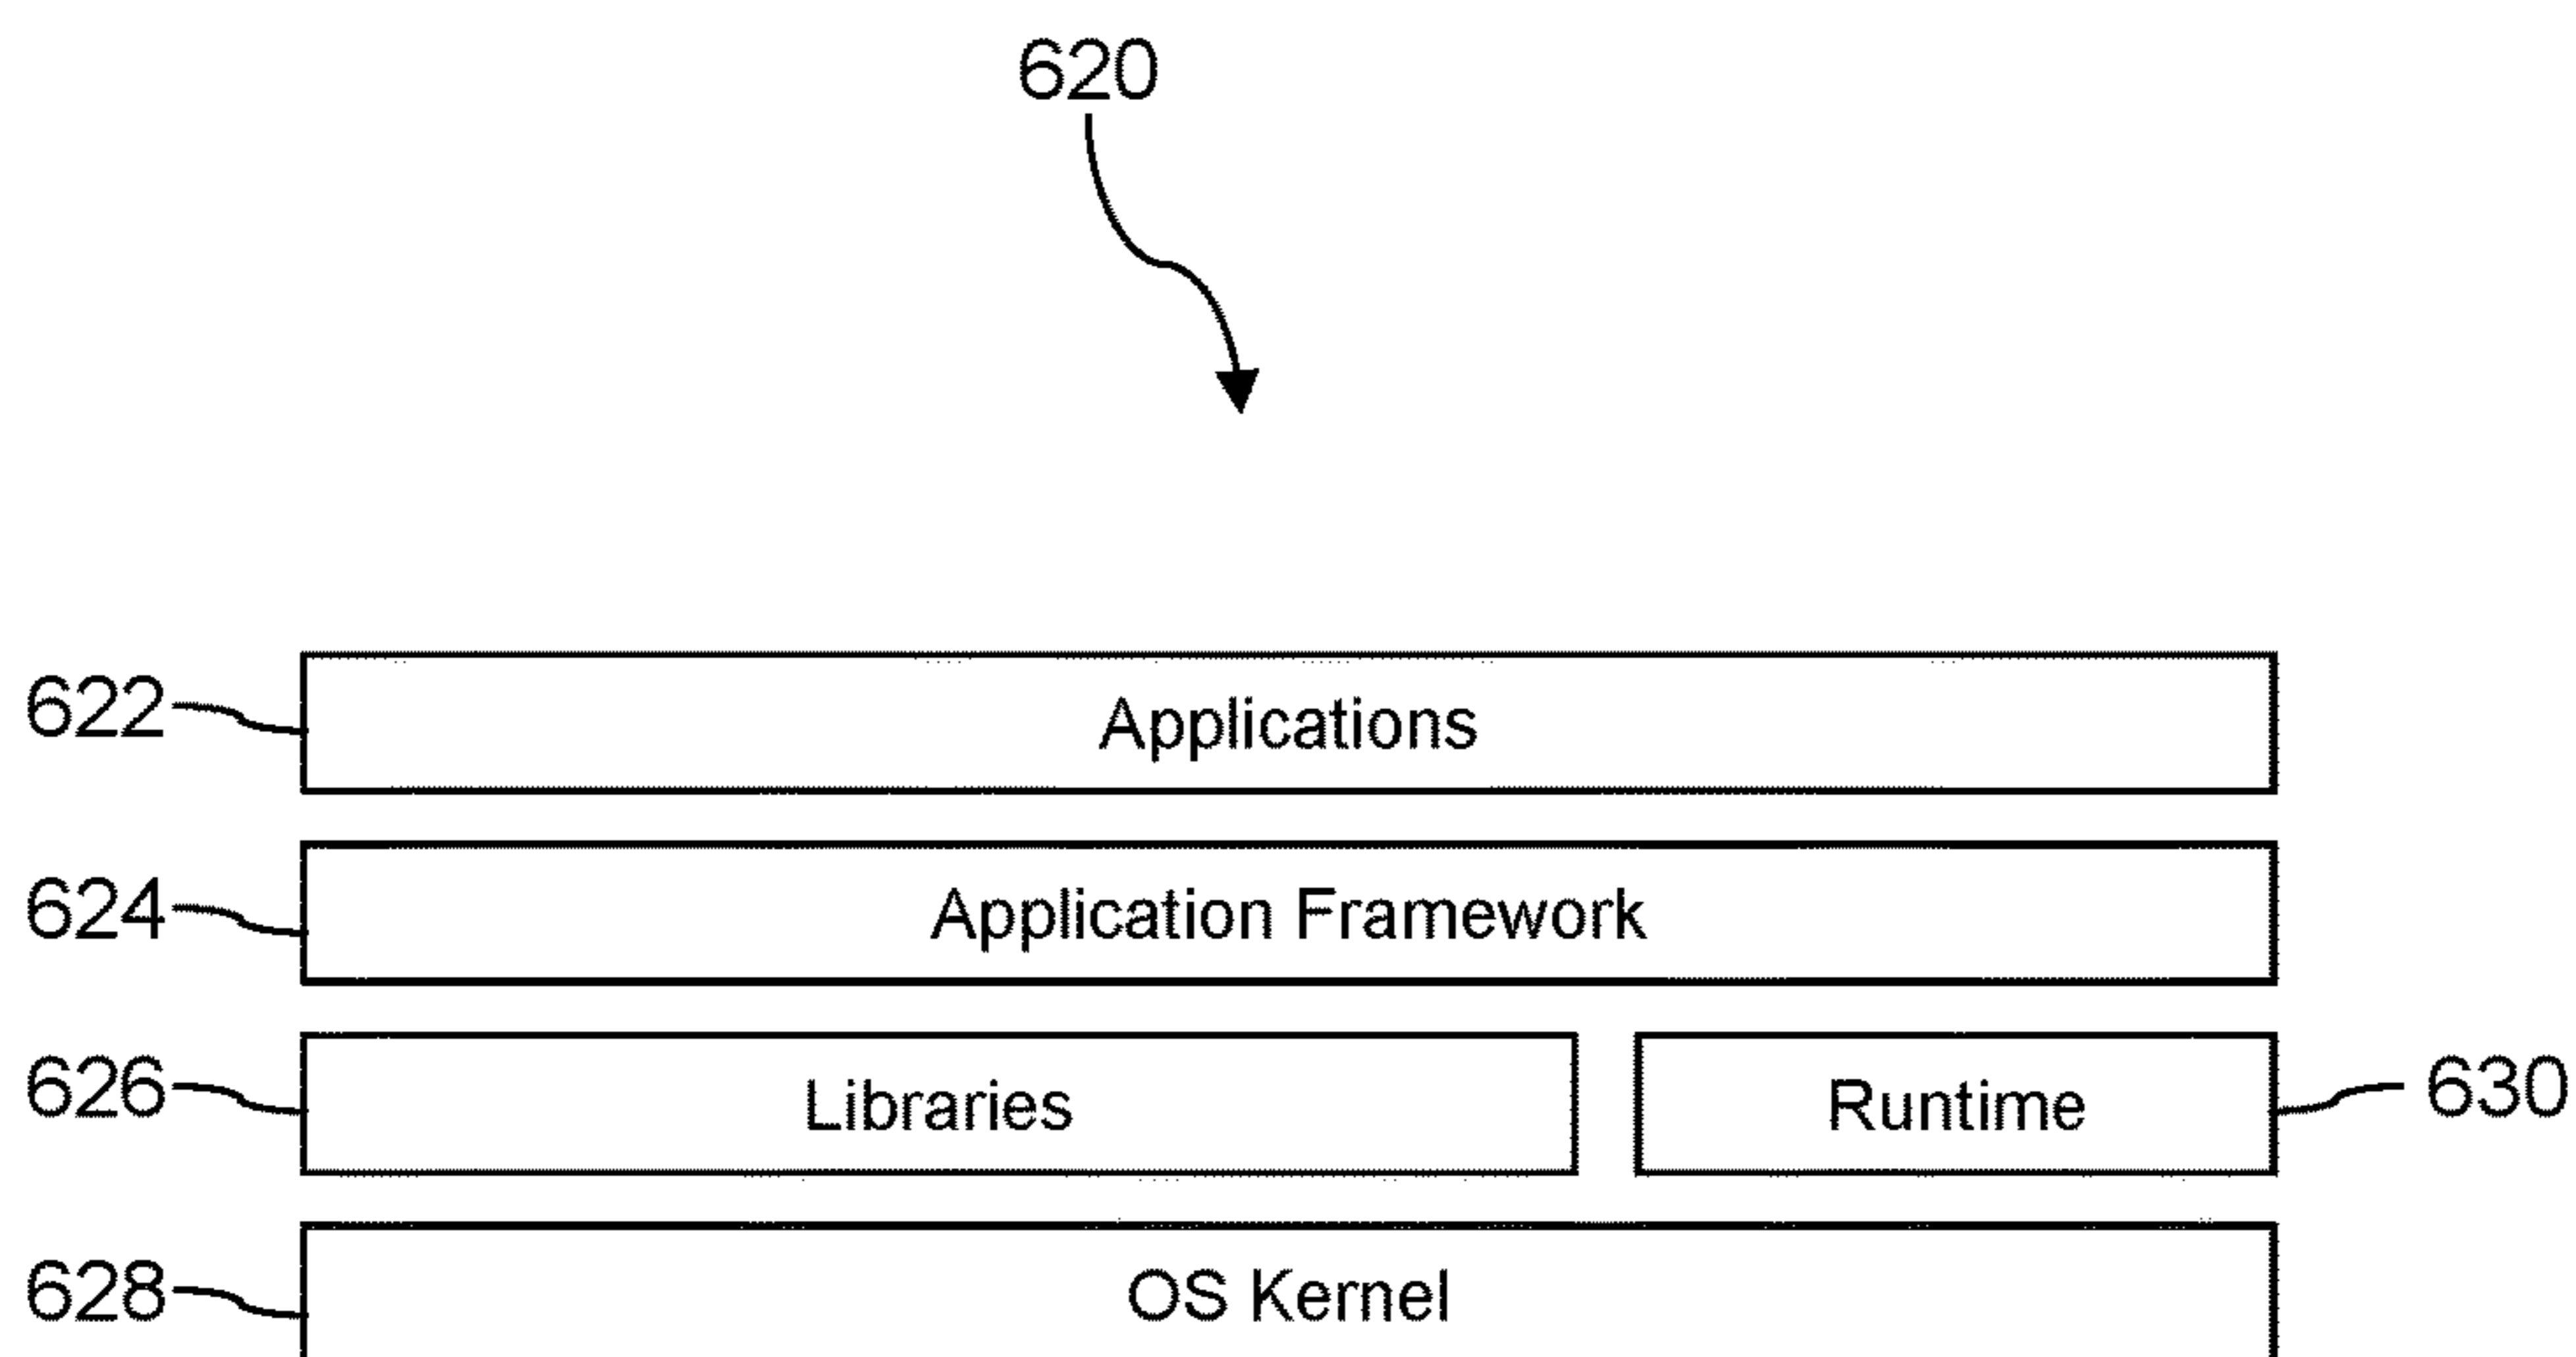 620
622 Applications
624 Application Framework
626 Libraries Runtime 630
628 OS Kernel